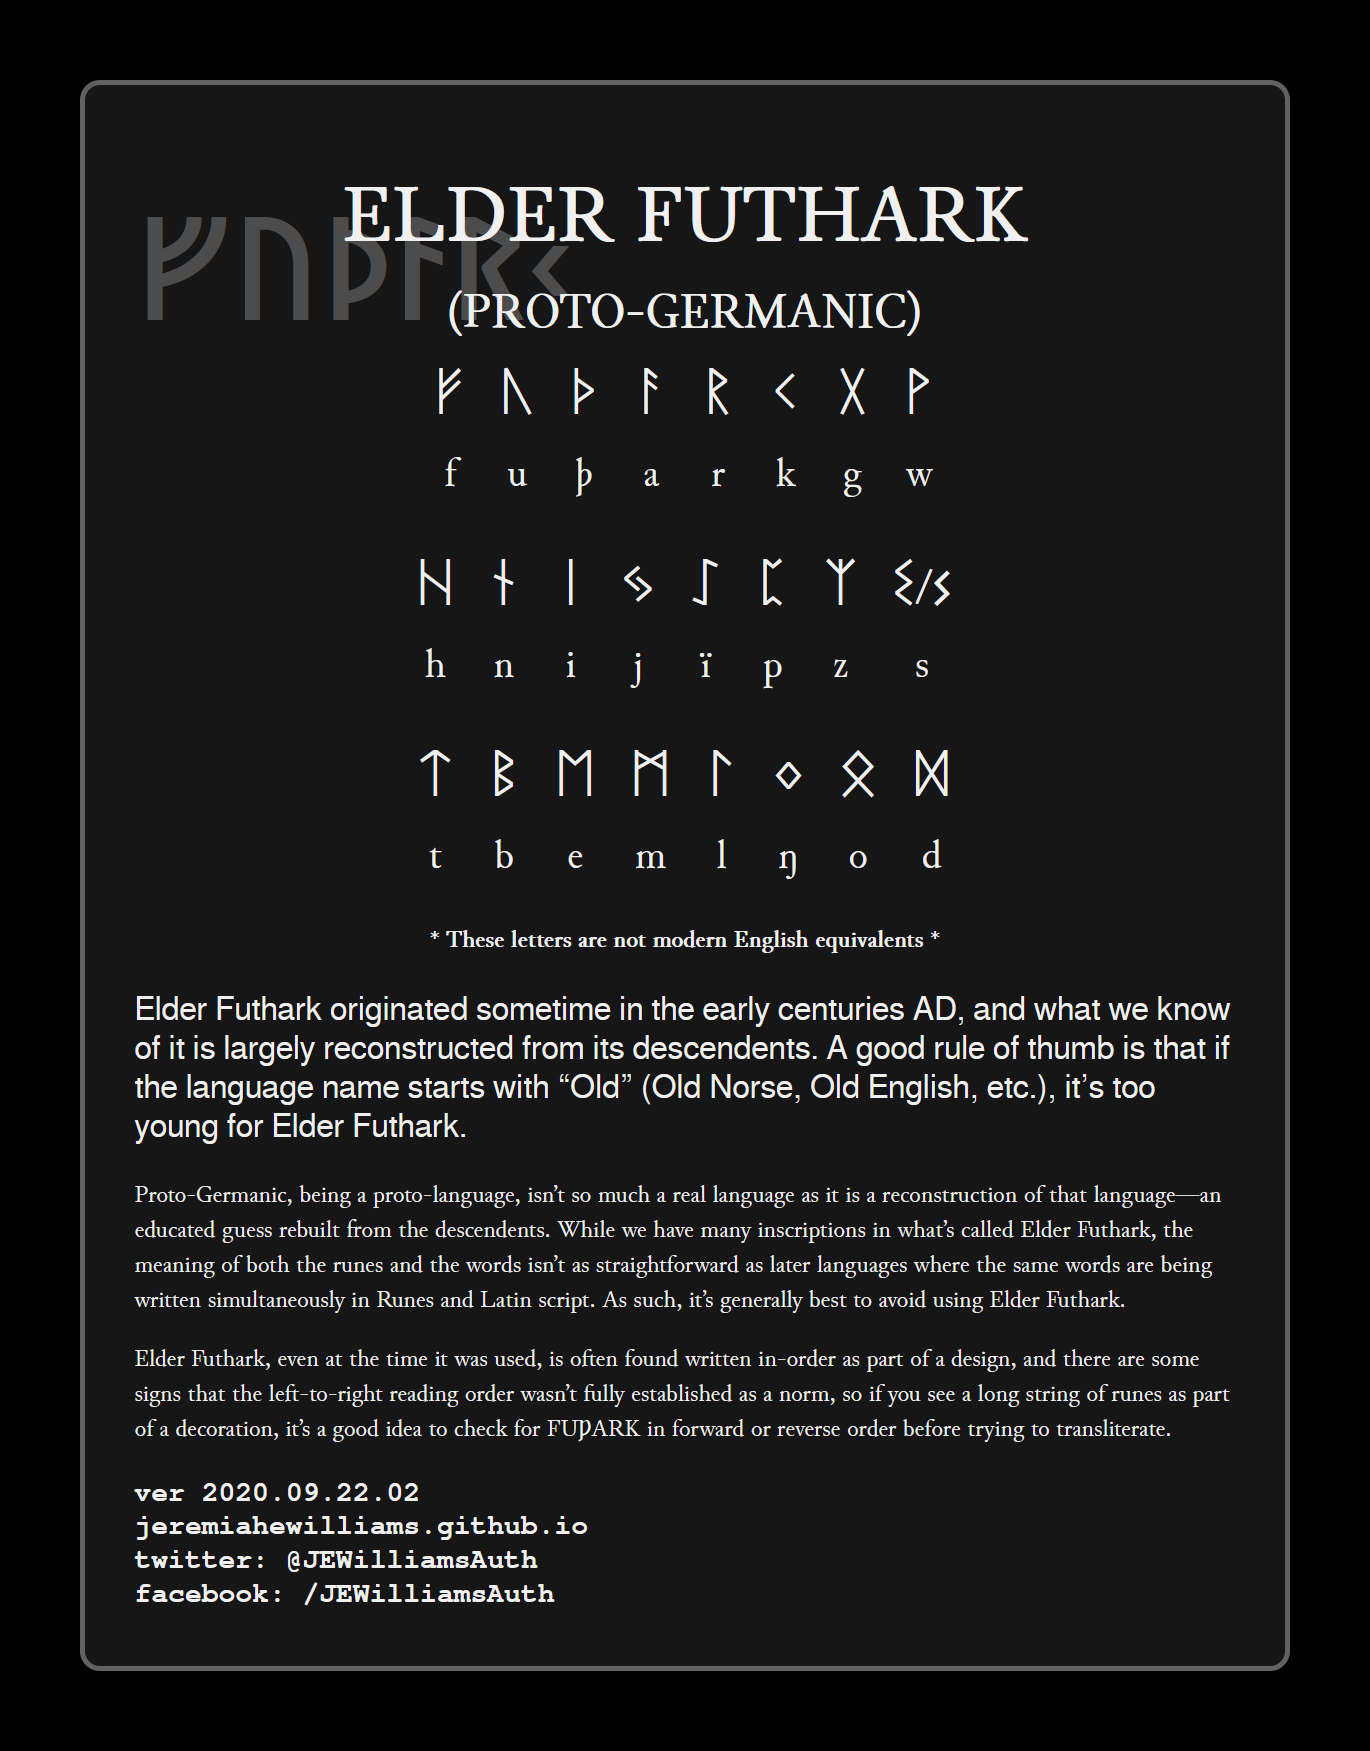 ᚠᚢᚦᚨᚱᚲ
ELDER FUTHARK
(PROTO-GERMANIC)
ᚠ ᚢ ᚦ ᚨ ᚱ ᚲ ᚷ ᚹ
f u þ a r k g w
ᚺ ᚾ ᛁ ᛃ ᛇ ᛈ ᛉ ᛊ/ᛋ
h n i j ï p z s
ᛏ ᛒ ᛖ ᛗ ᛚ ᛜ ᛟ ᛞ
t b e m l ŋ o d
* These letters are not modern English equivalents *
Elder Futhark originated sometime in the early centuries AD, and what we know
of it is largely reconstructed from its descendents. A good rule of thumb is that if
the language name starts with “Old” (Old Norse, Old English, etc.), it’s too
young for Elder Futhark.
Proto-Germanic, being a proto-language, isn’t so much a real language as it is a reconstruction of that language—an
educated guess rebuilt from the descendents. While we have many inscriptions in what’s called Elder Futhark, the
meaning of both the runes and the words isn’t as straightforward as later languages where the same words are being
written simultaneously in Runes and Latin script. As such, it’s generally best to avoid using Elder Futhark.
Elder Futhark, even at the time it was used, is often found written in-order as part of a design, and there are some
signs that the left-to-right reading order wasn’t fully established as a norm, so if you see a long string of runes as part
of a decoration, it’s a good idea to check for FUÞARK in forward or reverse order before trying to transliterate.
ver 2020.09.22.02
jeremiahewilliams.github.io
twitter: @JEWilliamsAuth
facebook: /JEWilliamsAuth